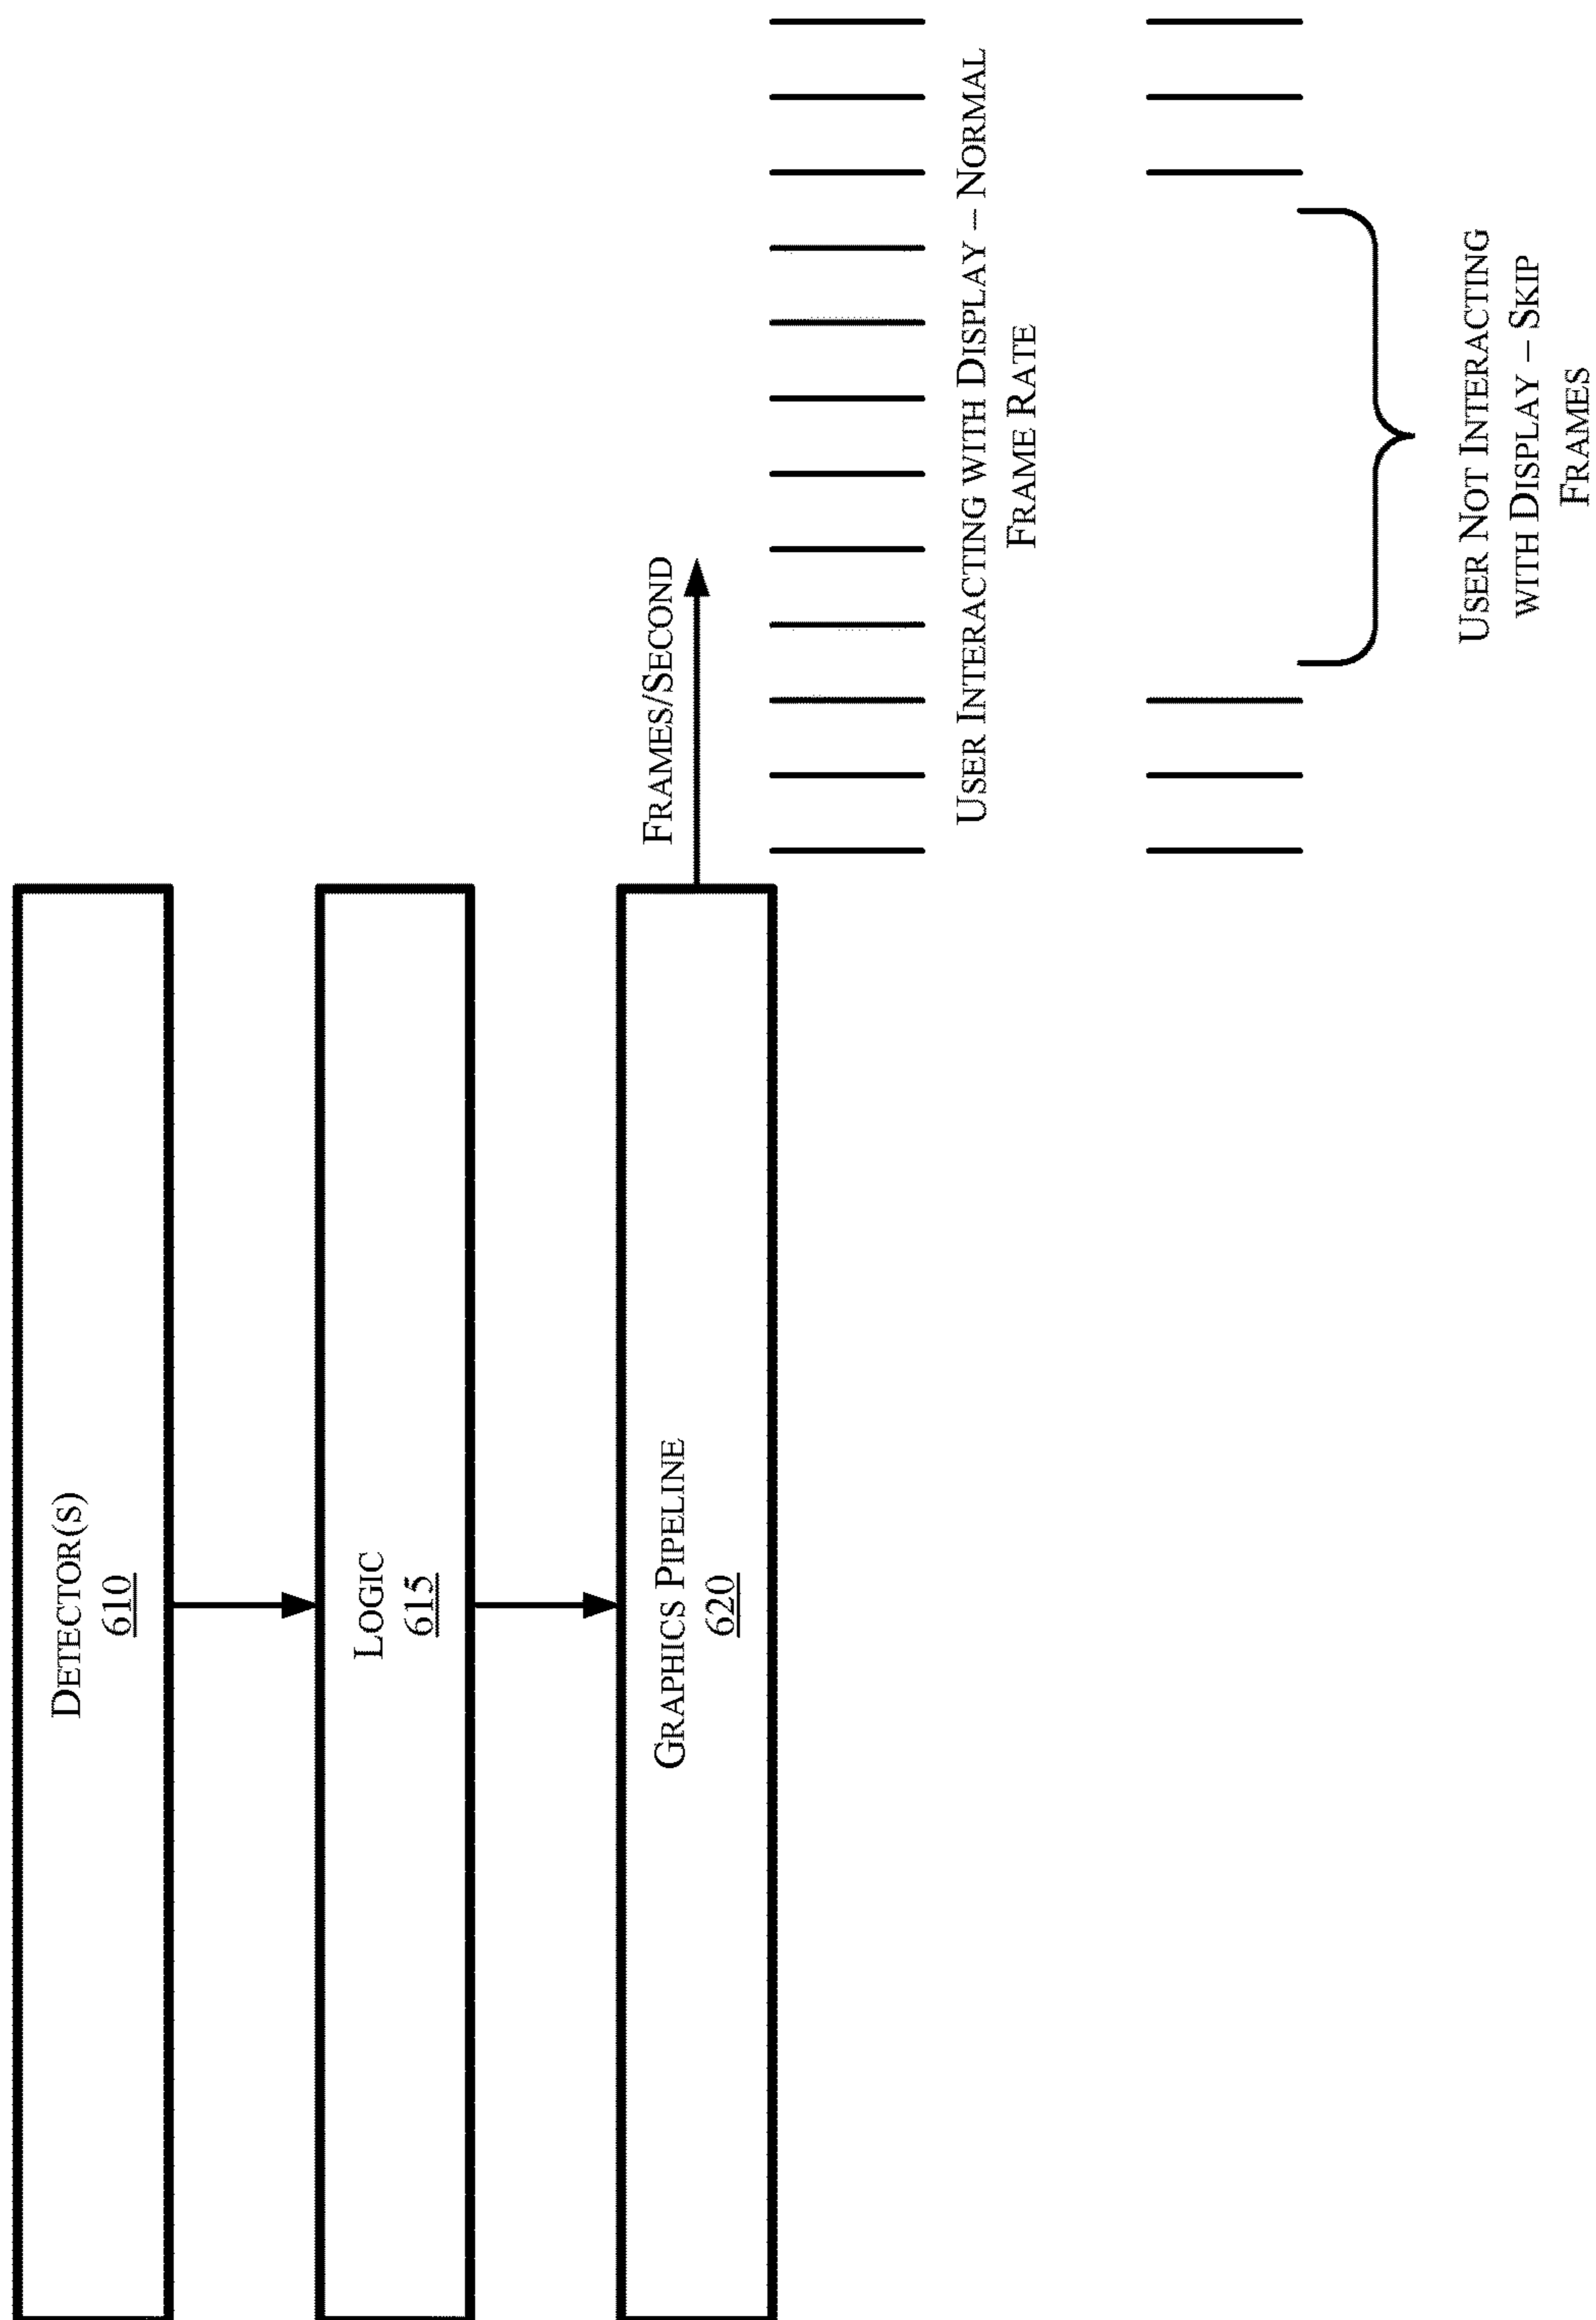 DETECTOR(S)
610
LOGIC
615
GRAPHICS PIPELINE
620
FRAMES/SECOND
USER INTERACTING WITH DISPLAY – NORMAL
FRAME RATE
USER NOT INTERACTING
WITH DISPLAY – SKIP
FRAMES